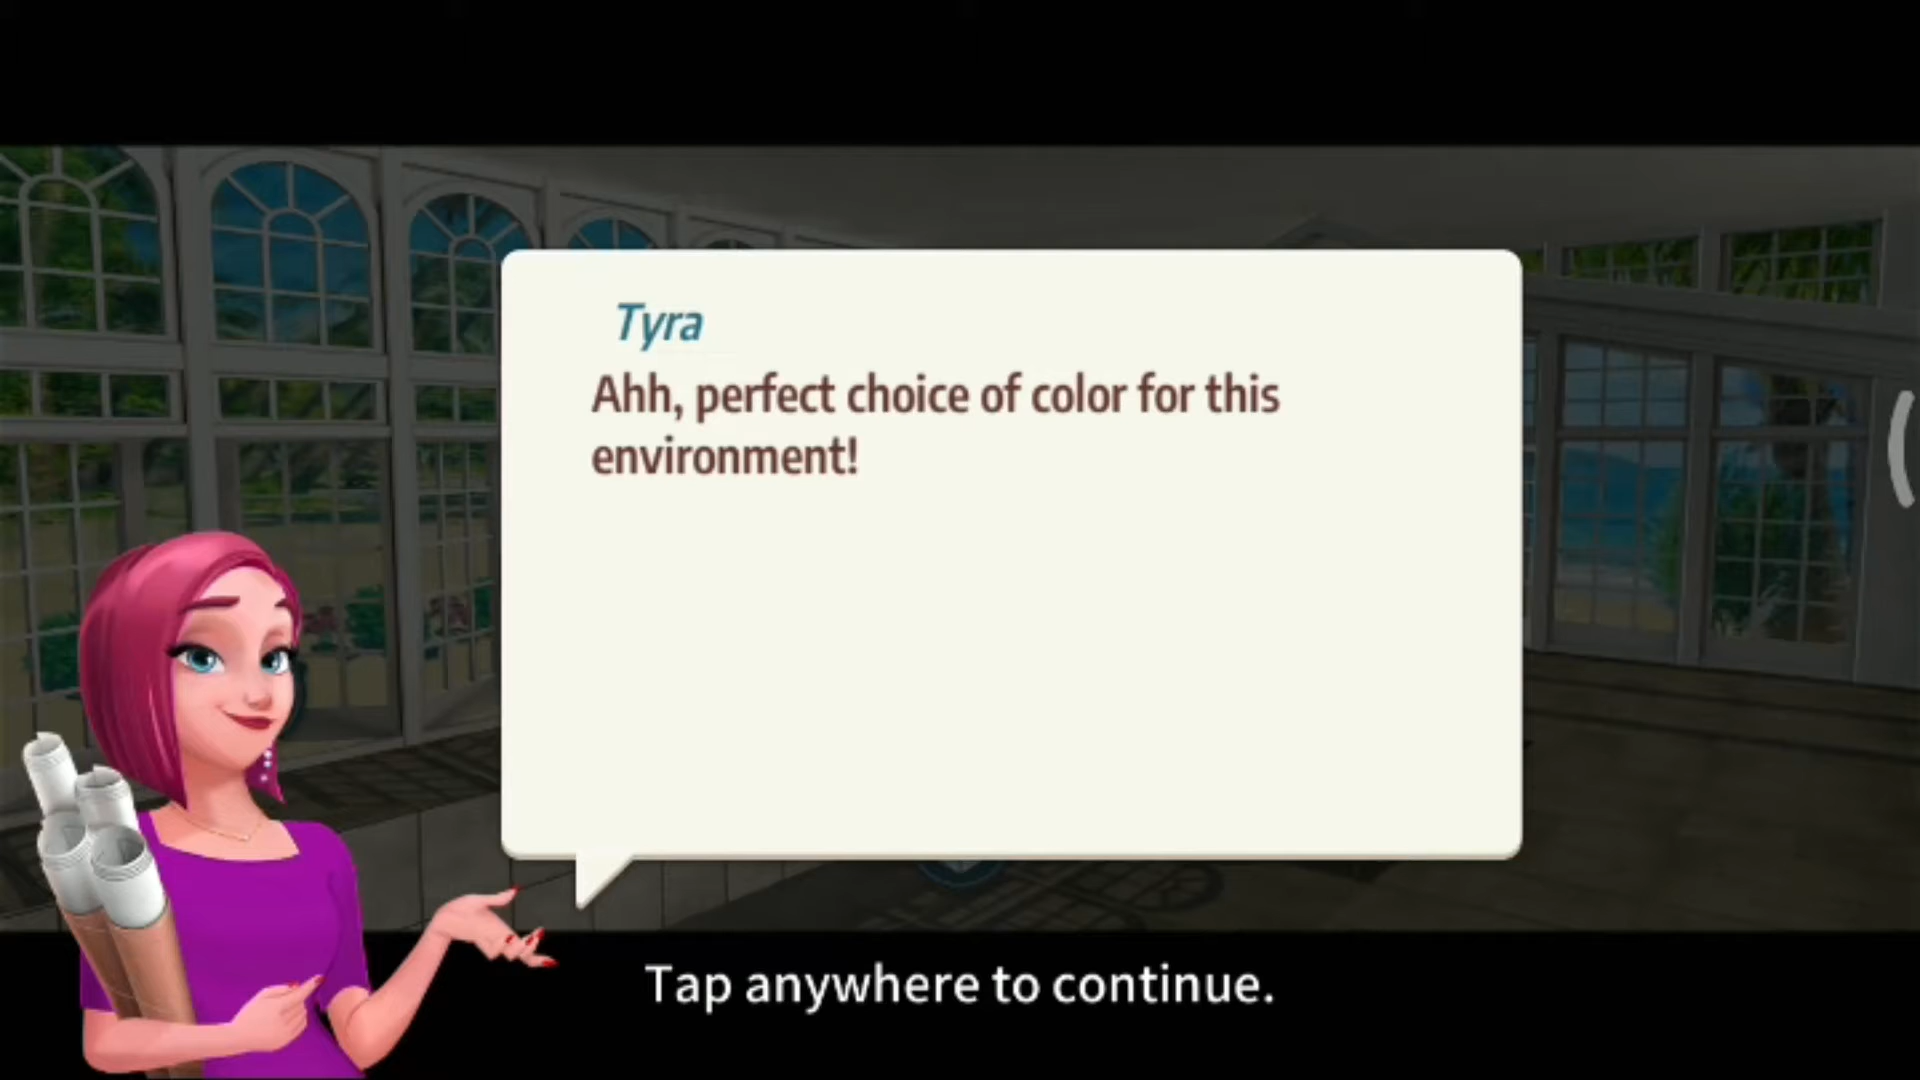 Tyra
Ahh, perfect choice of color for this
environment!
Tap anywhere to continue.